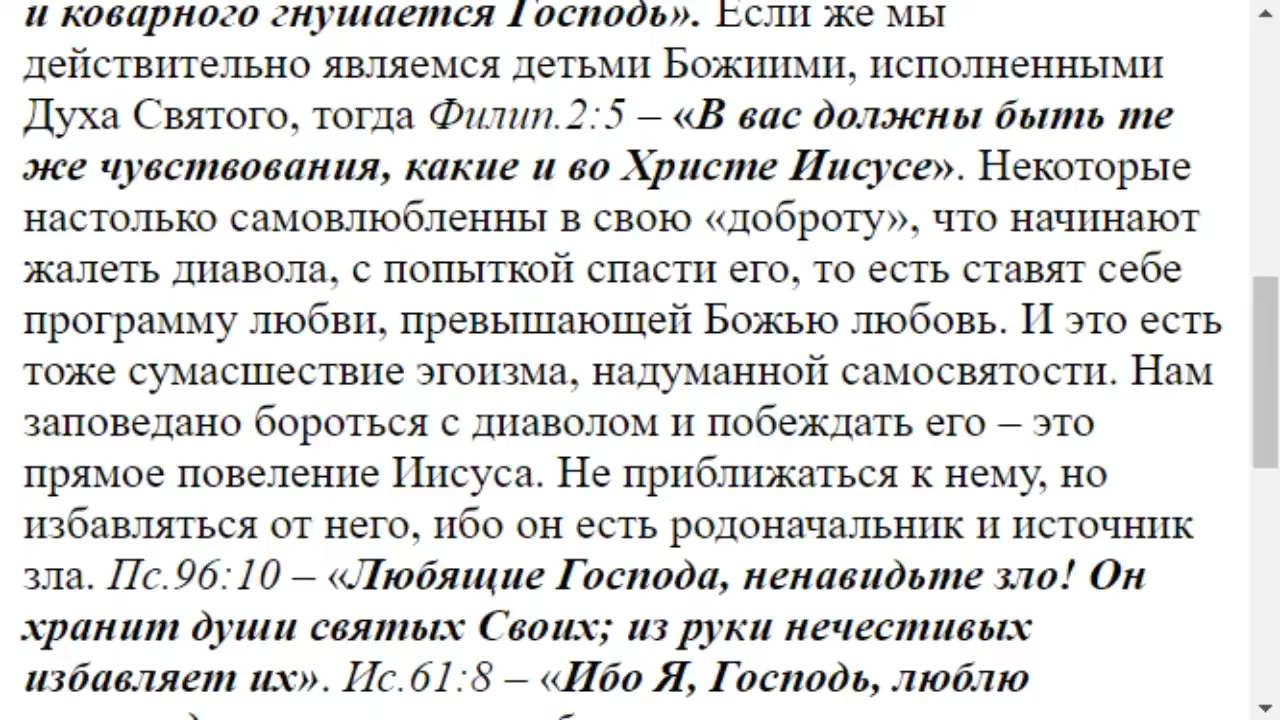 и коварного гнушается Господь». Если же мы
действительно являемся детьми Божиими, исполненными
Духа Святого, тогда Филип.2:5 – «В вас должны быть те
же чувствования, какие и во Христе Иисусе». Некоторые
настолько самовлюбленны в свою «доброту», что начинают
жалеть диавола, с попыткой спасти его, то есть ставят себе
программу любви, превышающей Божью любовь. И это есть
тоже сумасшествие эгоизма, надуманной самосвятости. Нам
заповедано бороться с диаволом и побеждать его – это
прямое повеление Иисуса. Не приближаться к нему, но
избавляться от него, ибо он есть родоначальник и источник
зла. Пс.96:10 – «Любящие Господа, ненавидьте зло! Он
хранит души святых Своих; из руки нечестивых
избавляет их». Ис.61:8 – «Ибо Я, Господь, люблю